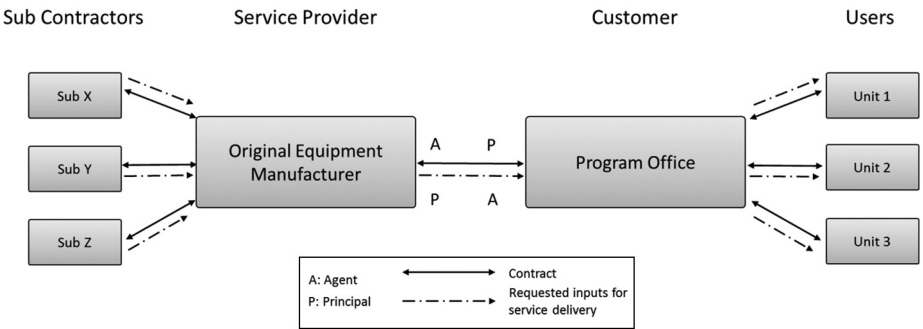 Sub Contractors
Service Provider
Customer
Users
Sub X
Sub Y
Sub Z
Original Equipment
Manufacturer
A
P
P
A
Program Office
Unit 1
Unit 2
Unit 3
A: Agent
P: Principal
Contract
Requested inputs for
service delivery